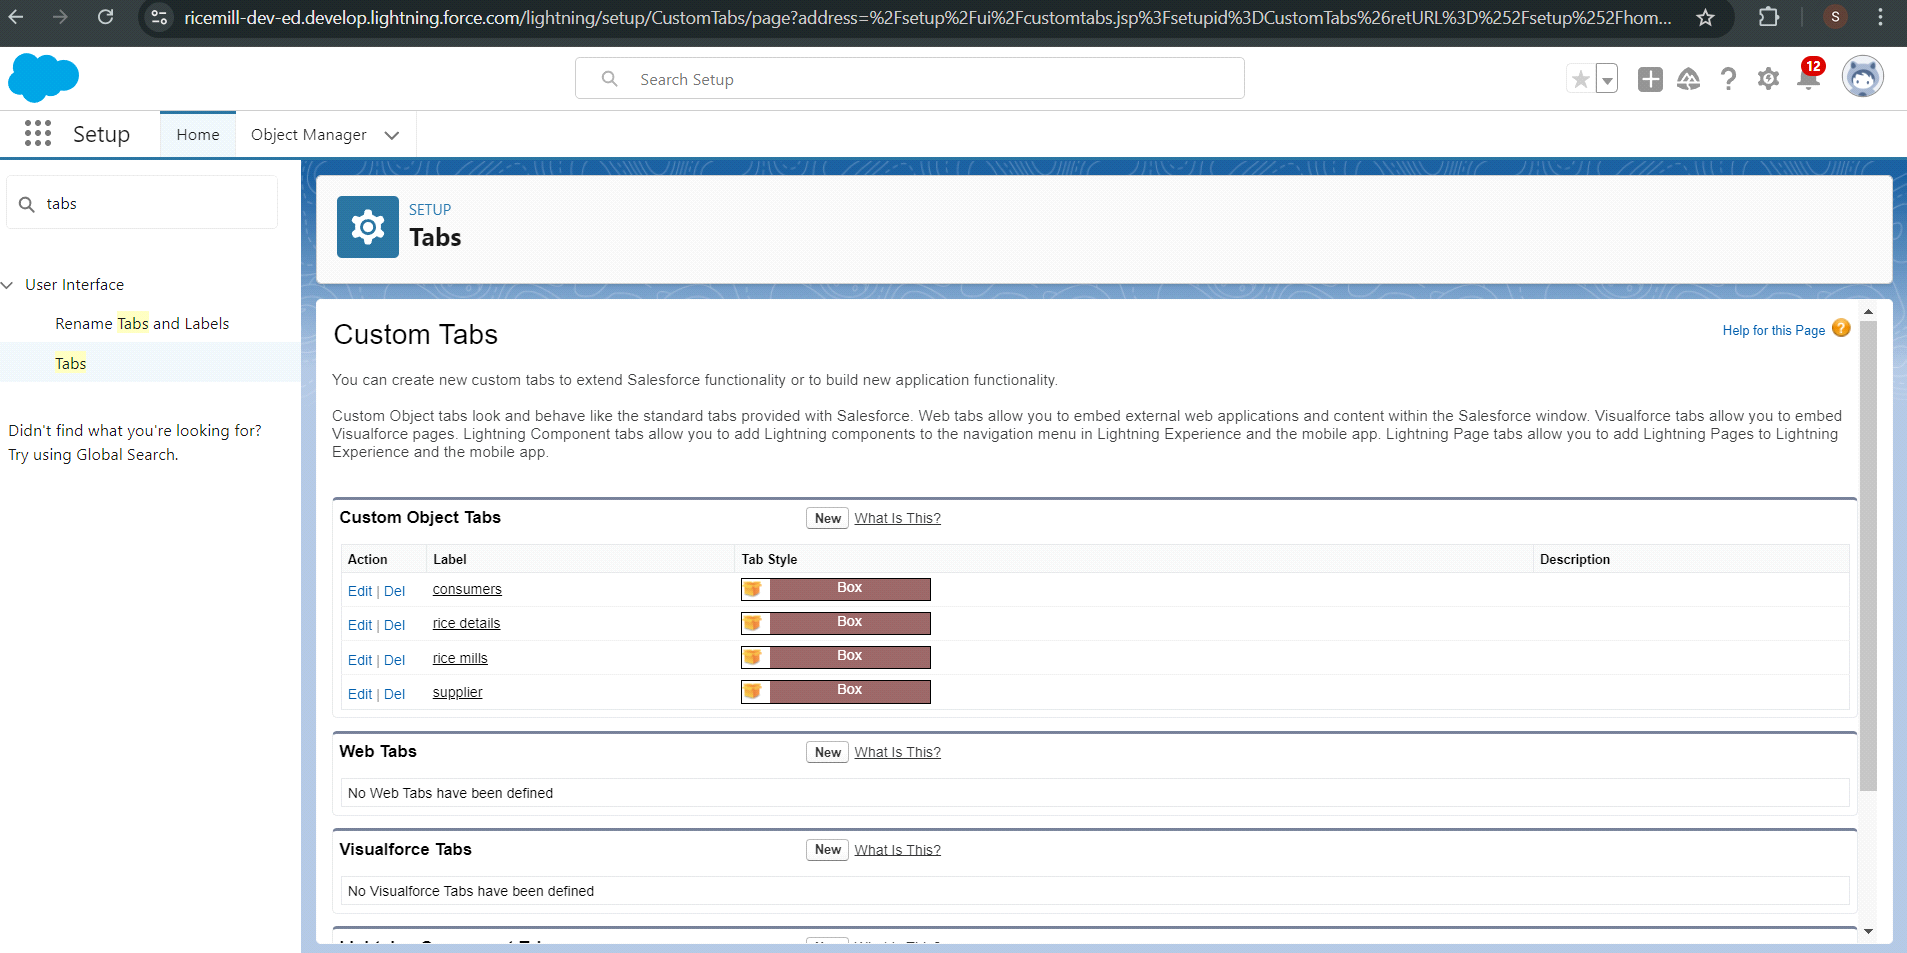 ricemill-dev-ed.develop.lightning.force.com/lightning/setup/CustomTabs/page?address=%2Fsetup%2Fui%2Fcustomtabs.jsp%3Fsetupid%3DCustomTabs%26retURL%3D%252Fsetup%252Fhom...
S
Search Setup
12
Setup
Home
Object Manager
tabs
User Interface
Rename Tabs and Labels
Tabs
Didn't find what you're looking for?
Try using Global Search.
SETUP
Tabs
Custom Tabs
Help for this Page
?
You can create new custom tabs to extend Salesforce functionality or to build new application functionality.
Custom Object tabs look and behave like the standard tabs provided with Salesforce. Web tabs allow you to embed external web applications and content within the Salesforce window. Visualforce tabs allow you to embed
Visualforce pages. Lightning Component tabs allow you to add Lightning components to the navigation menu in Lightning Experience and the mobile app. Lightning Page tabs allow you to add Lightning Pages to Lightning
Experience and the mobile app.
Custom Object Tabs New What Is This?
Action Label Tab Style Description
Edit | Del consumers Box
Edit | Del rice details Box
Edit | Del rice mills Box
Edit | Del supplier Box
Web Tabs New What Is This?
No Web Tabs have been defined
Visualforce Tabs New What Is This?
No Visualforce Tabs have been defined